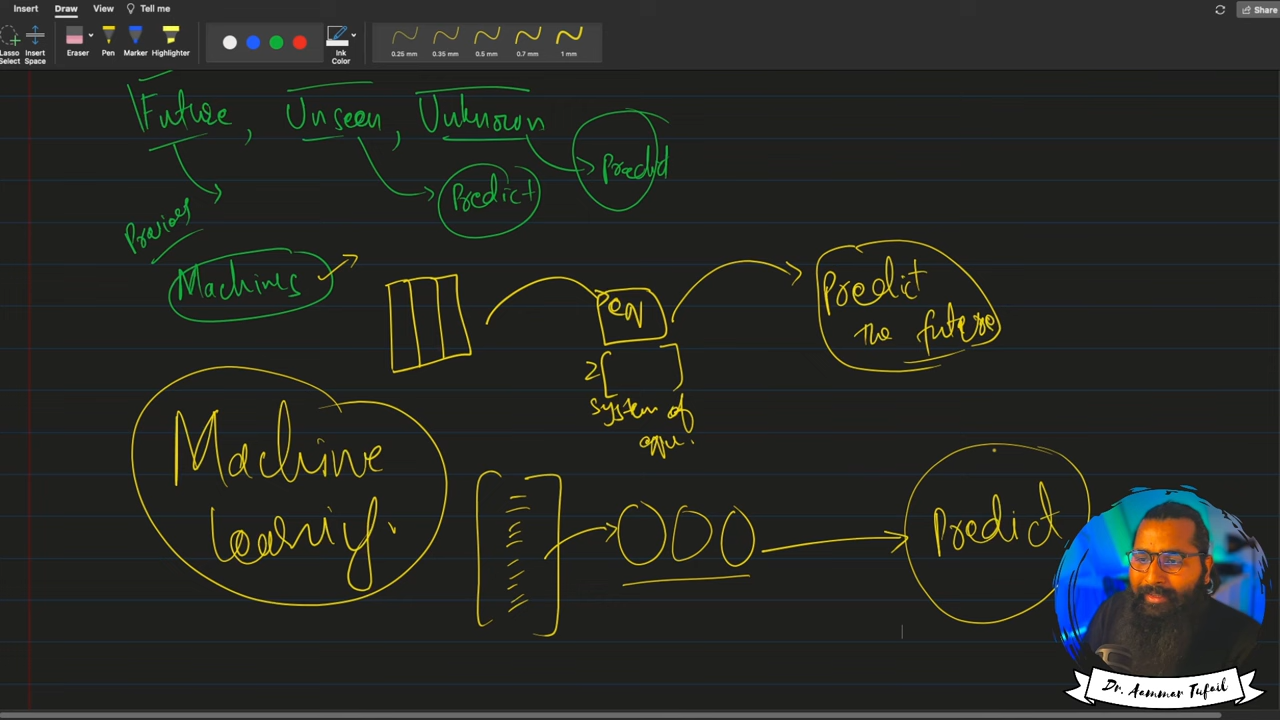 Insert Draw View Tell me
Share
Lasso Select
Insert Space
Eraser
Pen
Marker
Highlighter
Ink Color
0.25 mm
0.35 mm
0.5 mm
0.7 mm
1 mm
Future, Unseen, Unknown
Predict
Predict
Machines
eq
Predict
the future
2
system of
equ.
Machine
Predict
Dr. Aammar Tufail